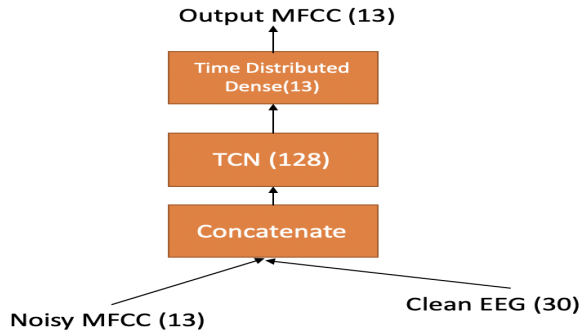 Output MFCC (13)
Time Distributed
Dense(13)
TCN (128)
Concatenate
Noisy MFCC (13)
Clean EEG (30)